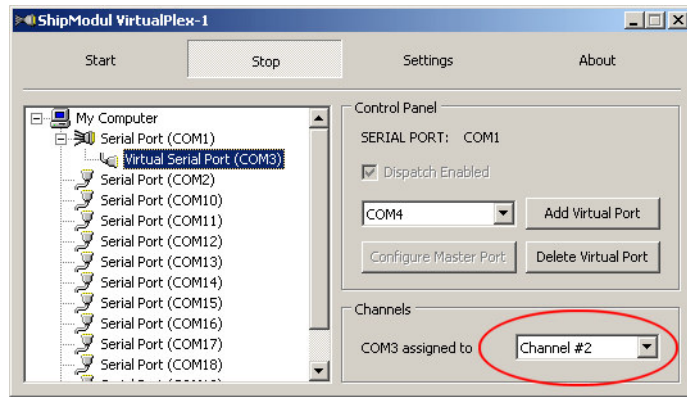 ShipModul VirtualPlex-1
Start Stop Settings About
My Computer
Serial Port (COM1)
Virtual Serial Port (COM3)
Serial Port (COM2)
Serial Port (COM10)
Serial Port (COM11)
Serial Port (COM12)
Serial Port (COM13)
Serial Port (COM14)
Serial Port (COM15)
Serial Port (COM16)
Serial Port (COM17)
Serial Port (COM18)
Control Panel
SERIAL PORT: COM1
Dispatch Enabled
COM4 Add Virtual Port
Configure Master Port Delete Virtual Port
Channels
COM3 assigned to Channel #2